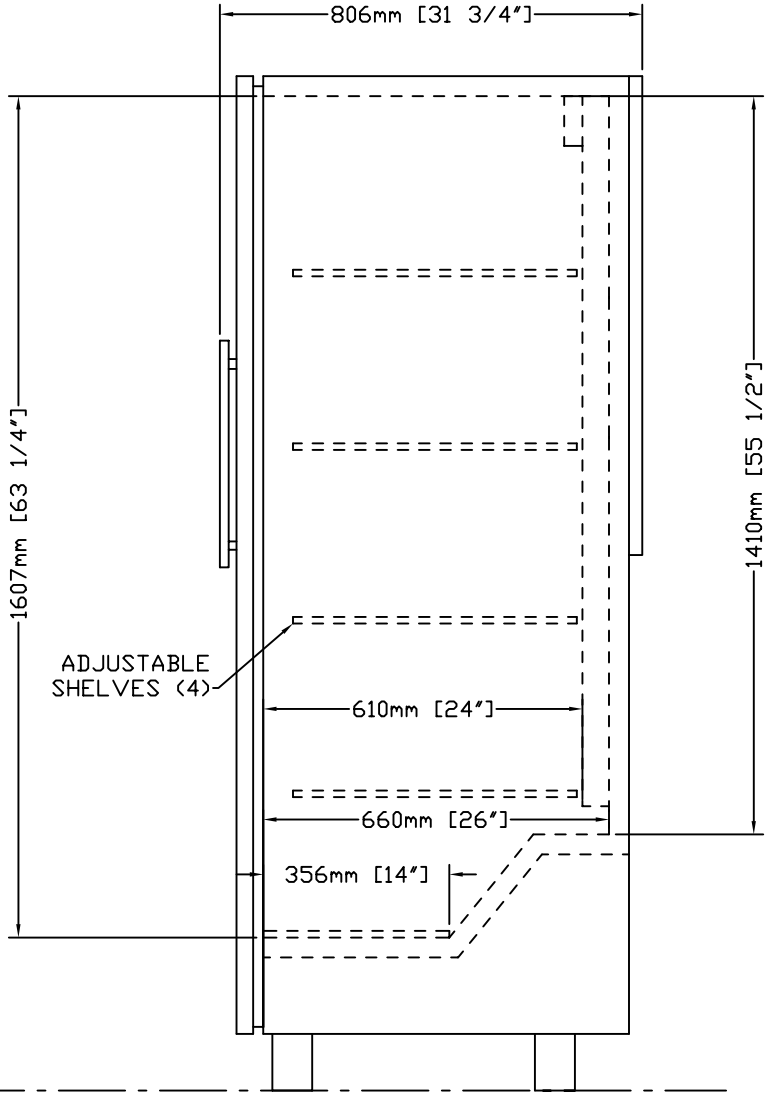 806mm [31 3/4"]
1607mm [63 1/4"]
1410mm [55 1/2"]
ADJUSTABLE
SHELVES (4)
610mm [24"]
660mm [26"]
356mm [14"]